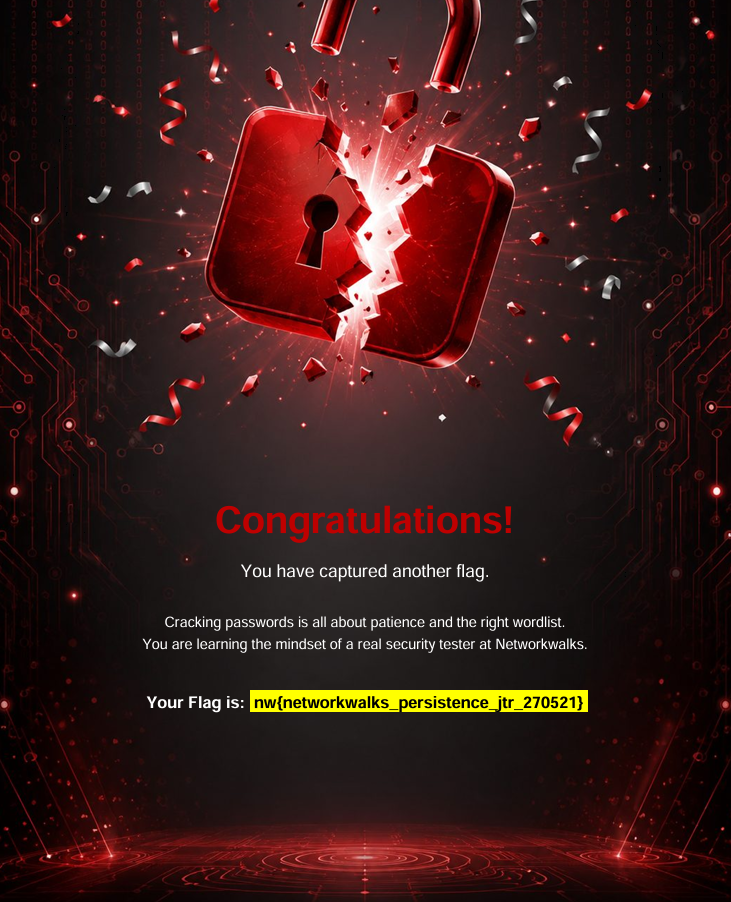 Congratulations!
You have captured another flag.
Cracking passwords is all about patience and the right wordlist.
You are learning the mindset of a real security tester at Networkwalks.
Your Flag is: nw{networkwalks_persistence_jtr_270521}